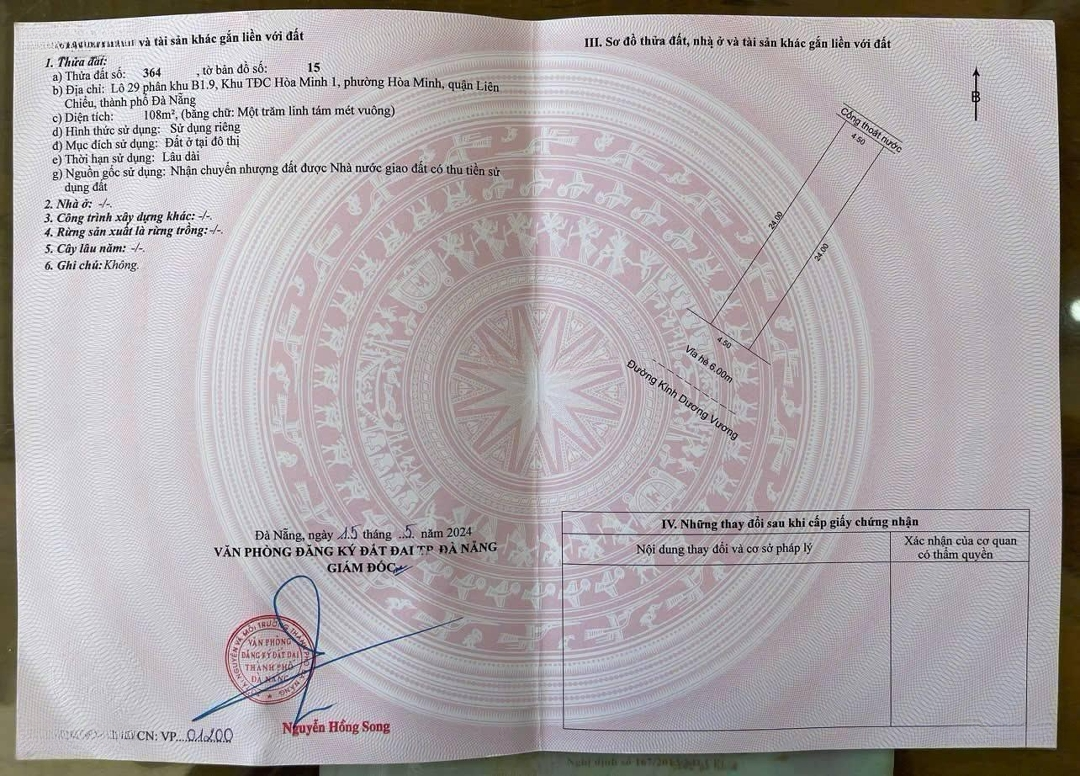 và tài sản khác gắn liền với đất
1. Thửa đất:
a) Thửa đất số: 364 , tờ bản đồ số: 15
b) Địa chỉ: Lô 29 phân khu B1.9, Khu TĐC Hòa Minh 1, phường Hòa Minh, quận Liên
Chiểu, thành phố Đà Nẵng
c) Diện tích: 108m², (bằng chữ: Một trăm linh tám mét vuông)
d) Hình thức sử dụng: Sử dụng riêng
đ) Mục đích sử dụng: Đất ở tại đô thị
e) Thời hạn sử dụng: Lâu dài
g) Nguồn gốc sử dụng: Nhận chuyển nhượng đất được Nhà nước giao đất có thu tiền sử
dụng đất
2. Nhà ở: -/-.
3. Công trình xây dựng khác: -/-.
4. Rừng sản xuất là rừng trồng:-/-.
5. Cây lâu năm: -/-.
6. Ghi chú: Không.
Đà Nẵng, ngày 15 tháng 5 năm 2024
VĂN PHÒNG ĐĂNG KÝ ĐẤT ĐAI TP. ĐÀ NẴNG
GIÁM ĐỐC
VĂN PHÒNG
ĐĂNG KÝ ĐẤT ĐAI
THÀNH PHỐ
ĐÀ NẴNG
Nguyễn Hồng Song
CN: VP...01200
III. Sơ đồ thửa đất, nhà ở và tài sản khác gắn liền với đất
B
Cống thoát nước
4.50
24.00
24.00
4.50
Vỉa hè 6.00m
Đường Kinh Dương Vương
IV. Những thay đổi sau khi cấp giấy chứng nhận
Nội dung thay đổi và cơ sở pháp lý
Xác nhận của cơ quan
có thẩm quyền